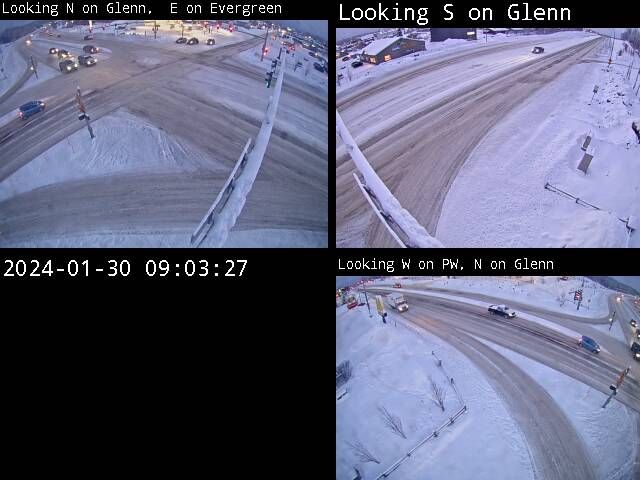 Looking N on Glenn,  E on Evergreen
Looking S on Glenn
2024-01-30 09:03:27
Looking W on PW, N on Glenn